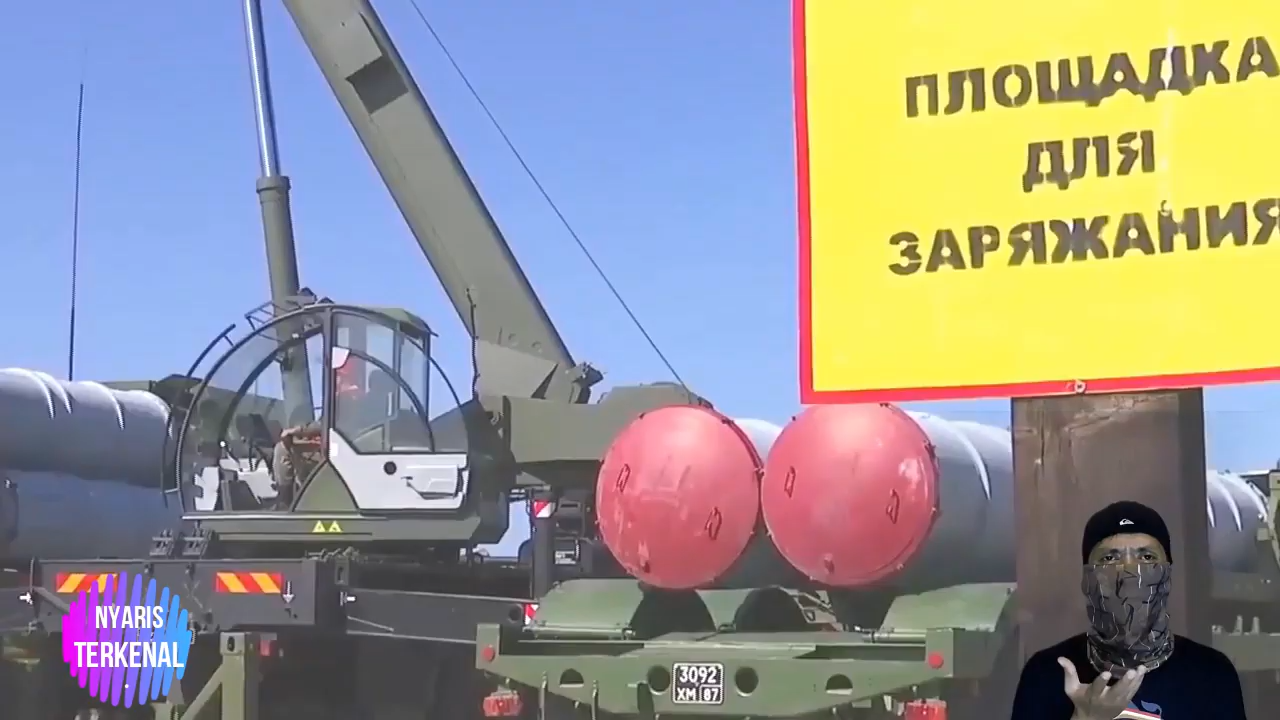 ПЛОЩАДКА
ДЛЯ
ЗАРЯЖАНИЯ
3092
ХМ 87
NYARIS
TERKENAL